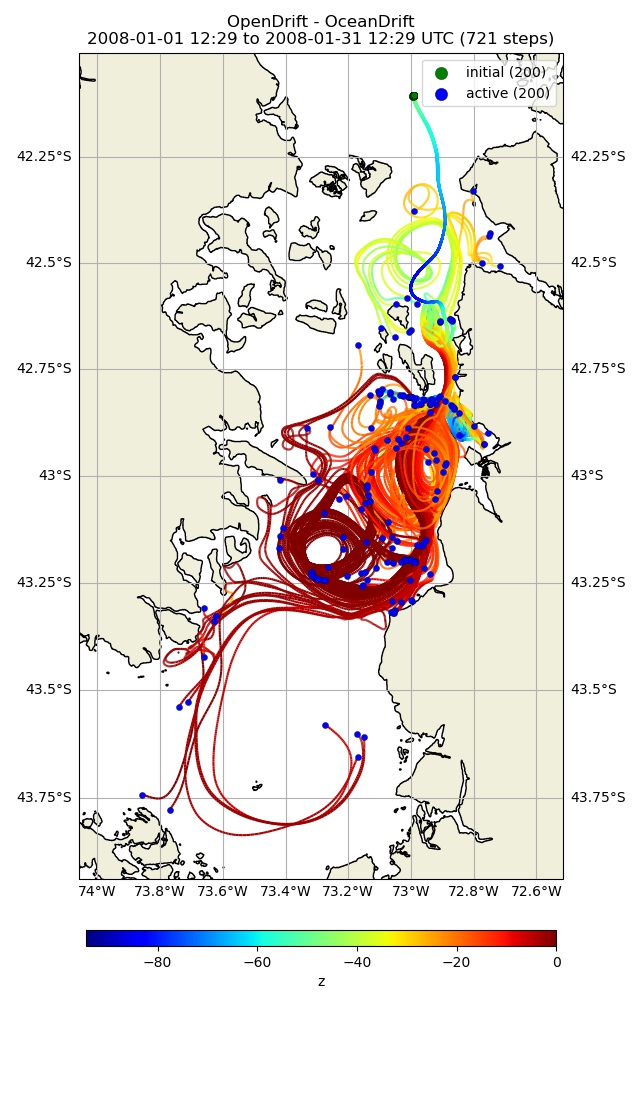 OpenDrift - OceanDrift
2008-01-01 12:29 to 2008-01-31 12:29 UTC (721 steps)
initial (200)
active (200)
42.25°S 42.25°S
42.5°S 42.5°S
42.75°S 42.75°S
43°S 43°S
43.25°S 43.25°S
43.5°S 43.5°S
43.75°S 43.75°S
74°W 73.8°W 73.6°W 73.4°W 73.2°W 73°W 72.8°W 72.6°W
−80 −60 −40 −20 0
z